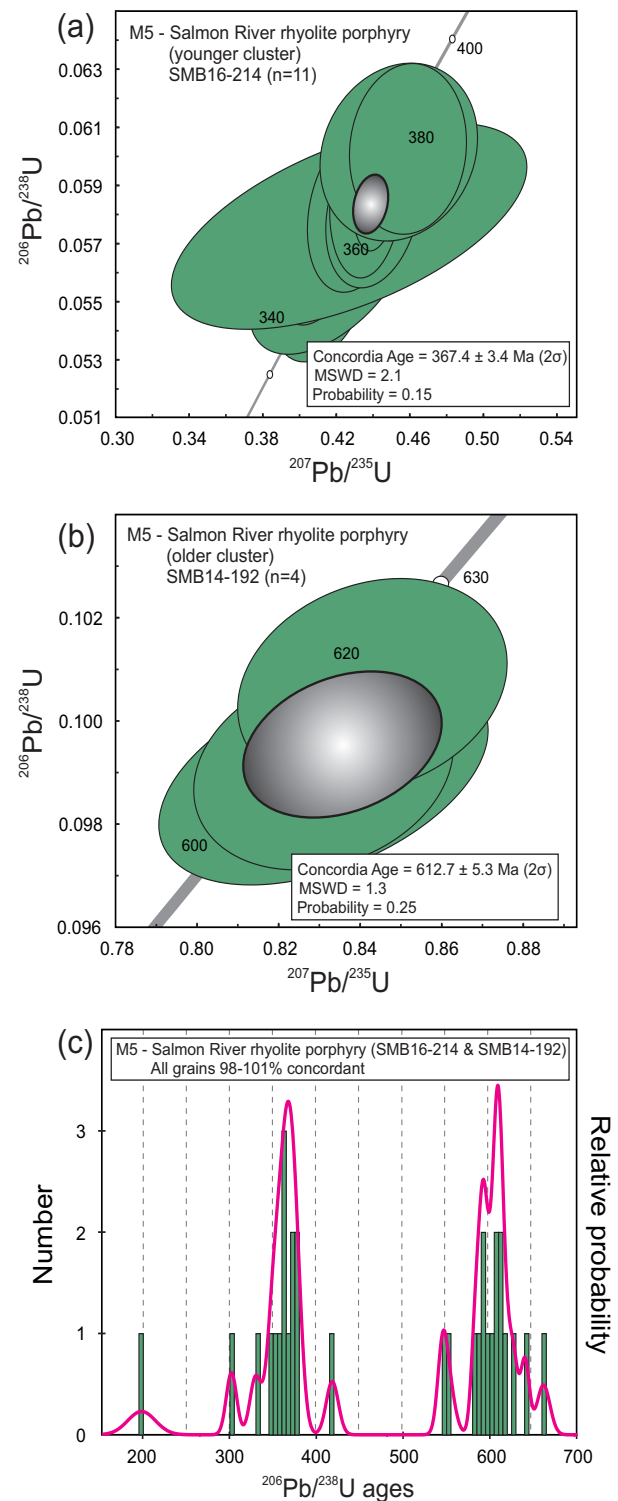 (a)
M5 - Salmon River rhyolite porphyry
(younger cluster)
SMB16-214 (n=11)
400
380
360
340
0.063
0.061
0.059
0.057
0.055
0.053
0.051
²⁰⁶Pb/²³⁸U
Concordia Age = 367.4 ± 3.4 Ma (2σ)
MSWD = 2.1
Probability = 0.15
0.30 0.34 0.38 0.42 0.46 0.50 0.54
²⁰⁷Pb/²³⁵U
(b)
M5 - Salmon River rhyolite porphyry
(older cluster)
SMB14-192 (n=4)
630
620
600
0.102
0.100
0.098
0.096
²⁰⁶Pb/²³⁸U
Concordia Age = 612.7 ± 5.3 Ma (2σ)
MSWD = 1.3
Probability = 0.25
0.78 0.80 0.82 0.84 0.86 0.88
²⁰⁷Pb/²³⁵U
(c)
M5 - Salmon River rhyolite porphyry (SMB16-214 & SMB14-192)
All grains 98-101% concordant
3
2
1
0
Number
Relative probability
200 300 400 500 600 700
²⁰⁶Pb/²³⁸U ages